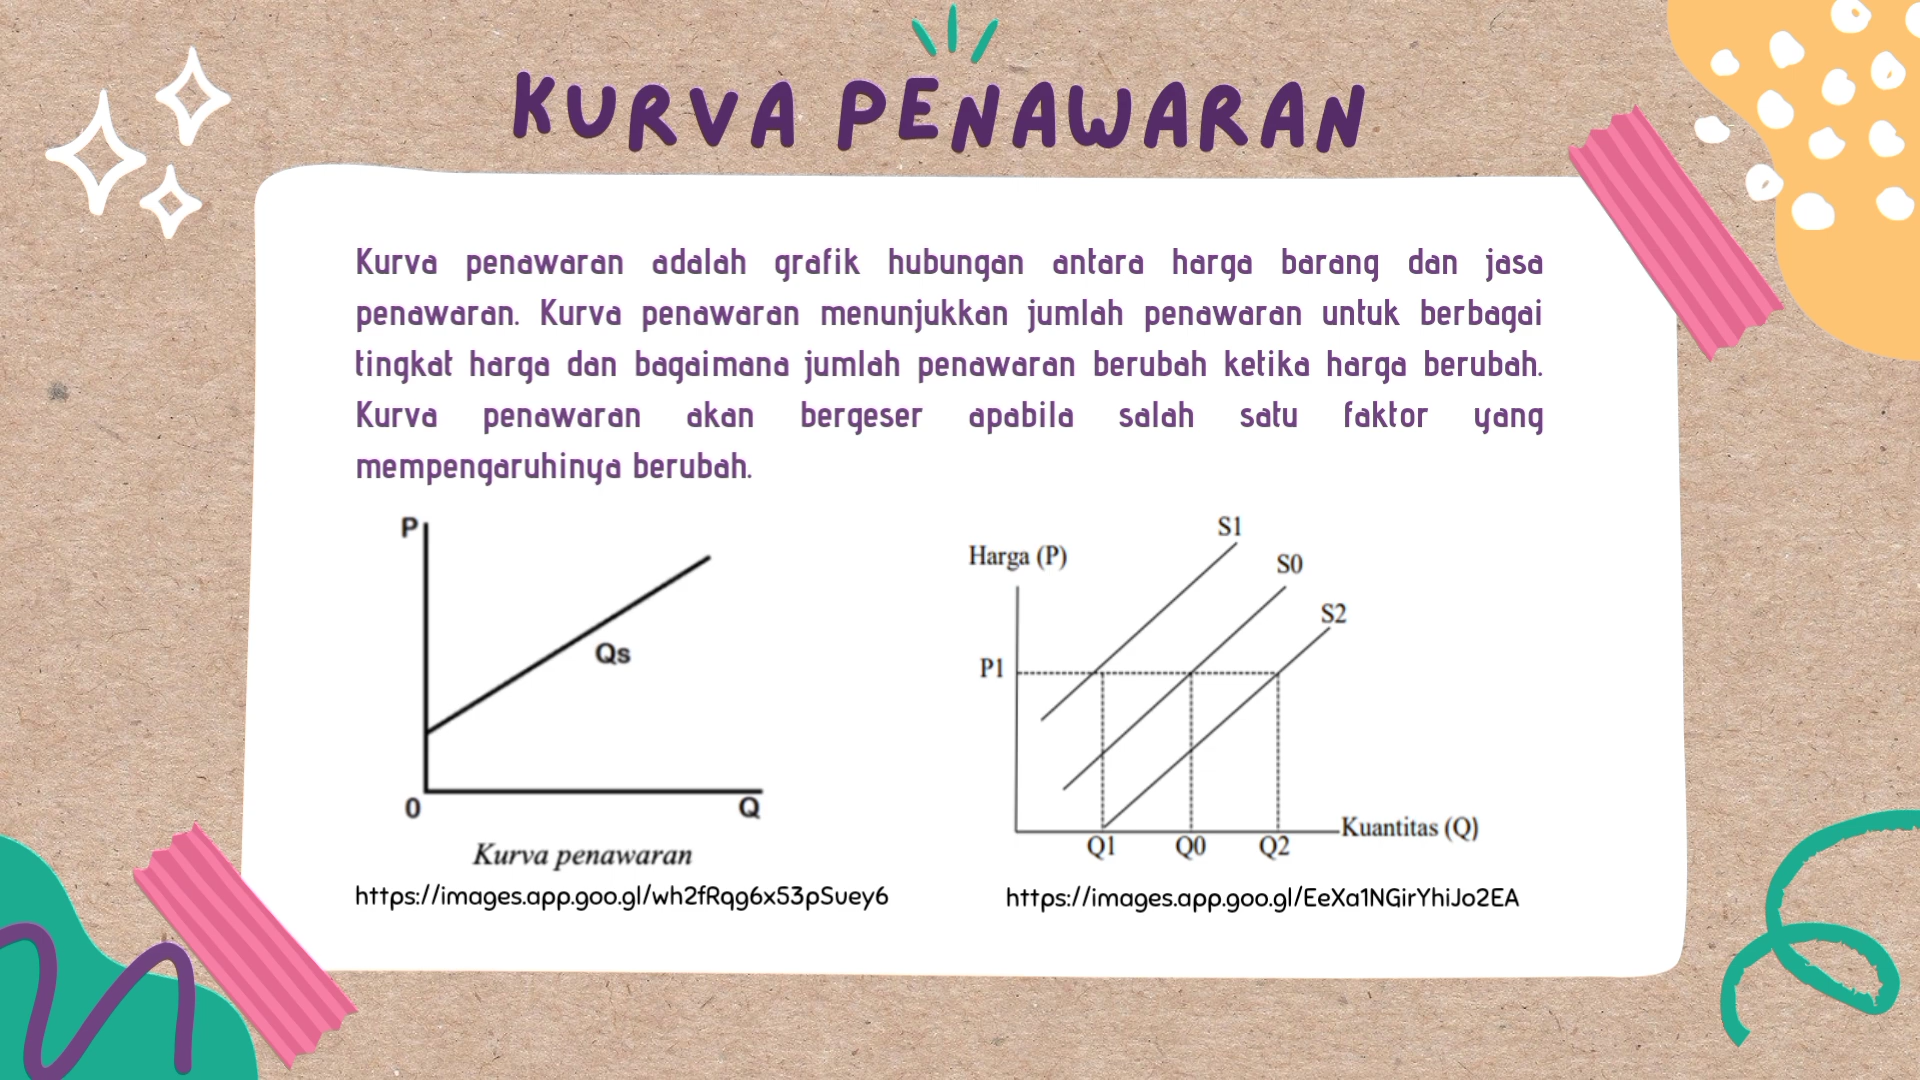 KURVA PENAWARAN
Kurva penawaran adalah grafik hubungan antara harga barang dan jasa
penawaran. Kurva penawaran menunjukkan jumlah penawaran untuk berbagai
tingkat harga dan bagaimana jumlah penawaran berubah ketika harga berubah.
Kurva penawaran akan bergeser apabila salah satu faktor yang
mempengaruhinya berubah.
P
Qs
0
Q
Kurva penawaran
https://images.app.goo.gl/wh2fRqg6x53pSuey6
S1
Harga (P)
S0
S2
P1
Kuantitas (Q)
Q1 Q0 Q2
https://images.app.goo.gl/EeXa1NGirYhiJo2EA